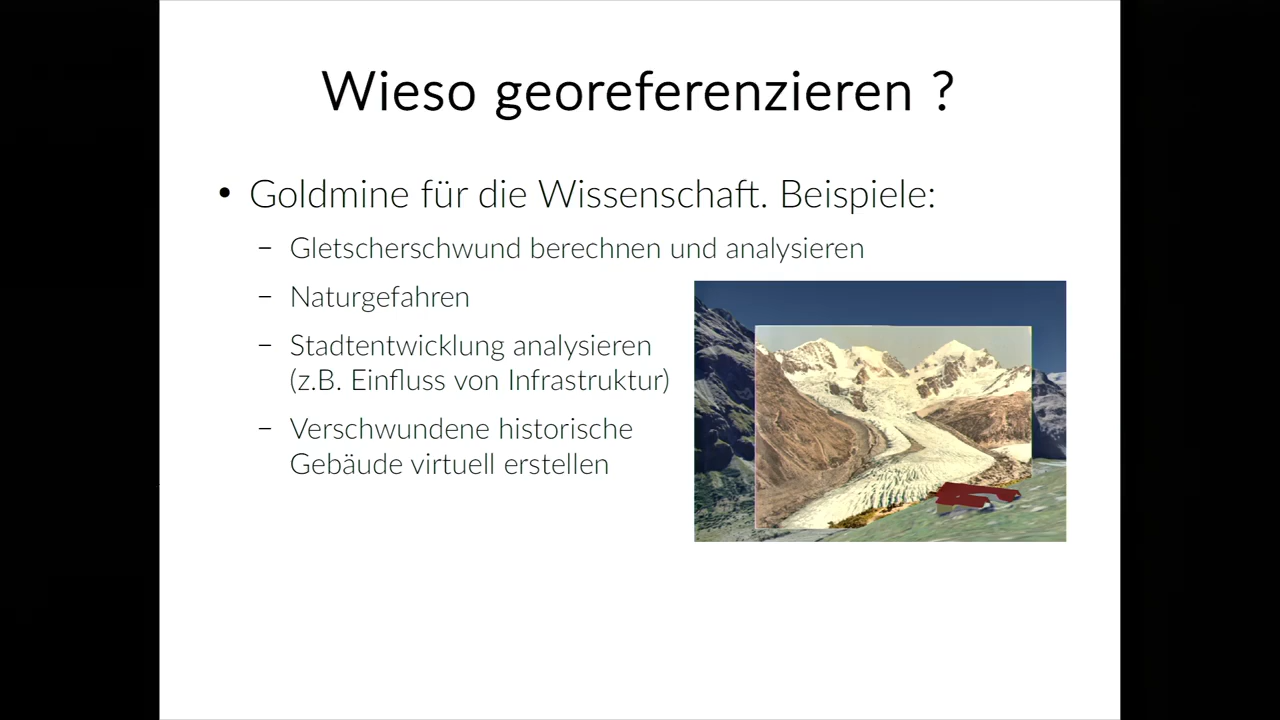 Wieso georeferenzieren ?
• Goldmine für die Wissenschaft. Beispiele:
– Gletscherschwund berechnen und analysieren
– Naturgefahren
– Stadtentwicklung analysieren
(z.B. Einfluss von Infrastruktur)
– Verschwundene historische
Gebäude virtuell erstellen